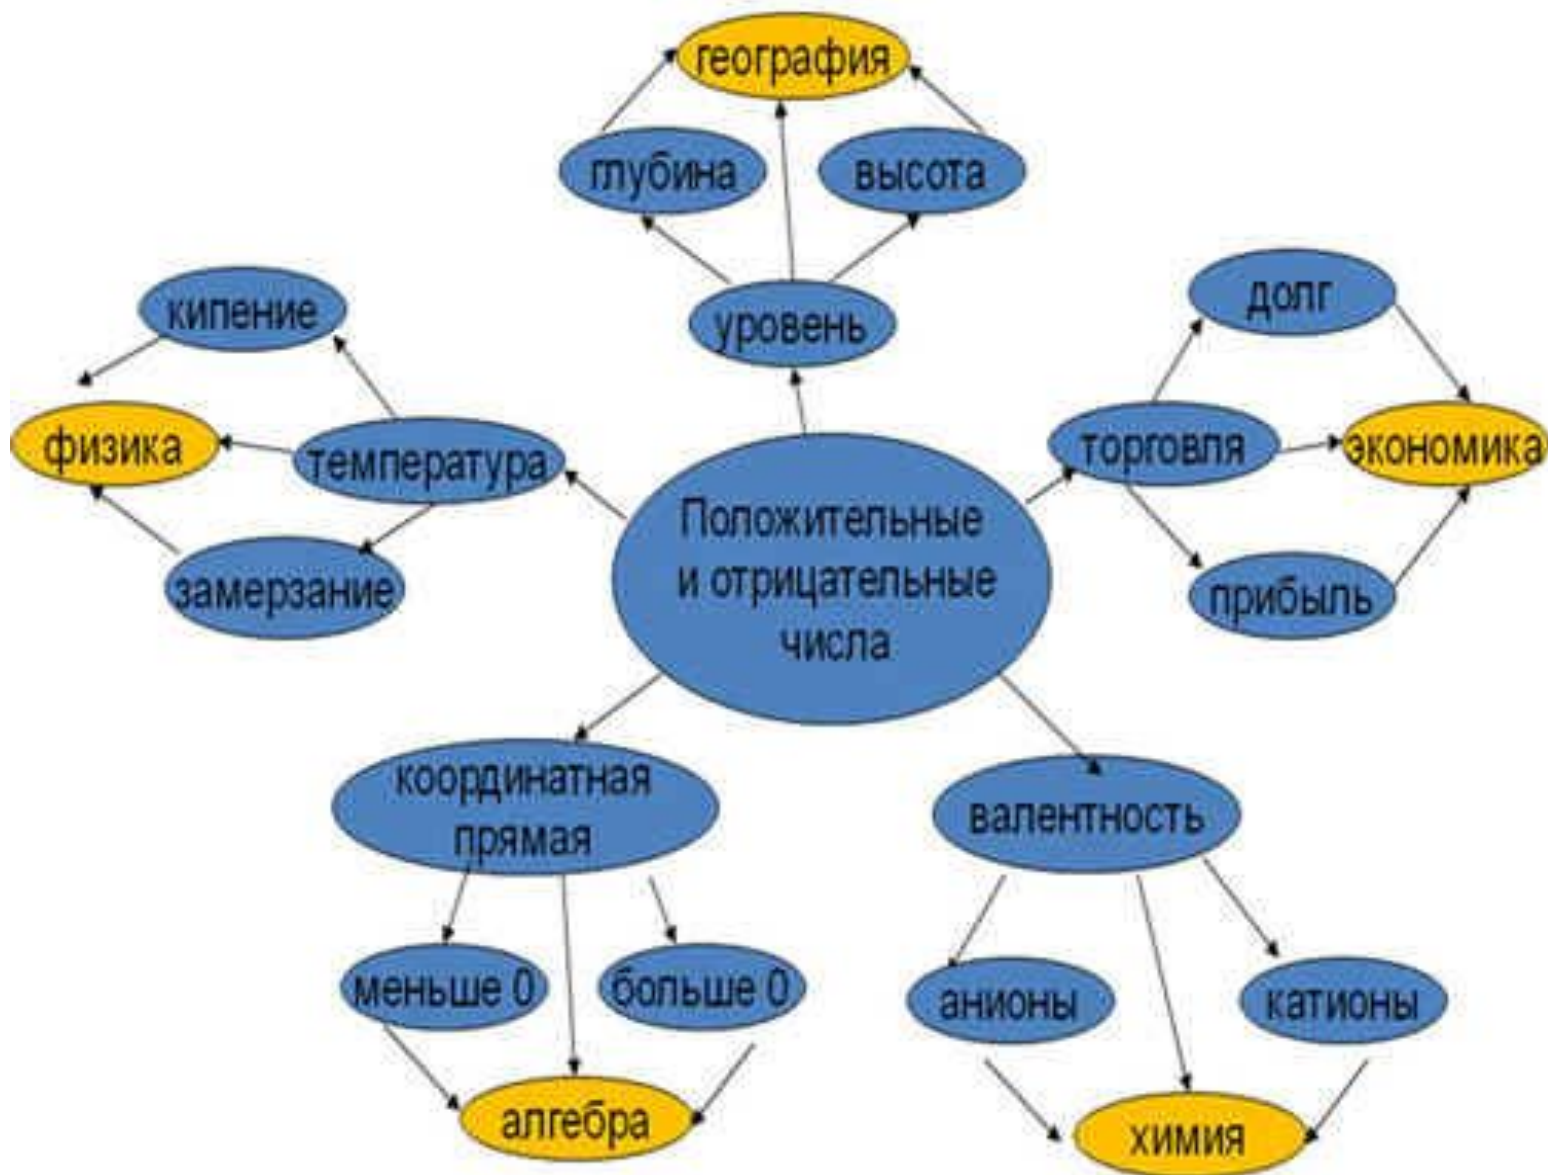 география
глубина
высота
уровень
кипение
долг
физика
температура
торговля
экономика
замерзание
прибыль
Положительные
и отрицательные
числа
координатная
прямая
валентность
меньше 0
больше 0
анионы
катионы
алгебра
химия